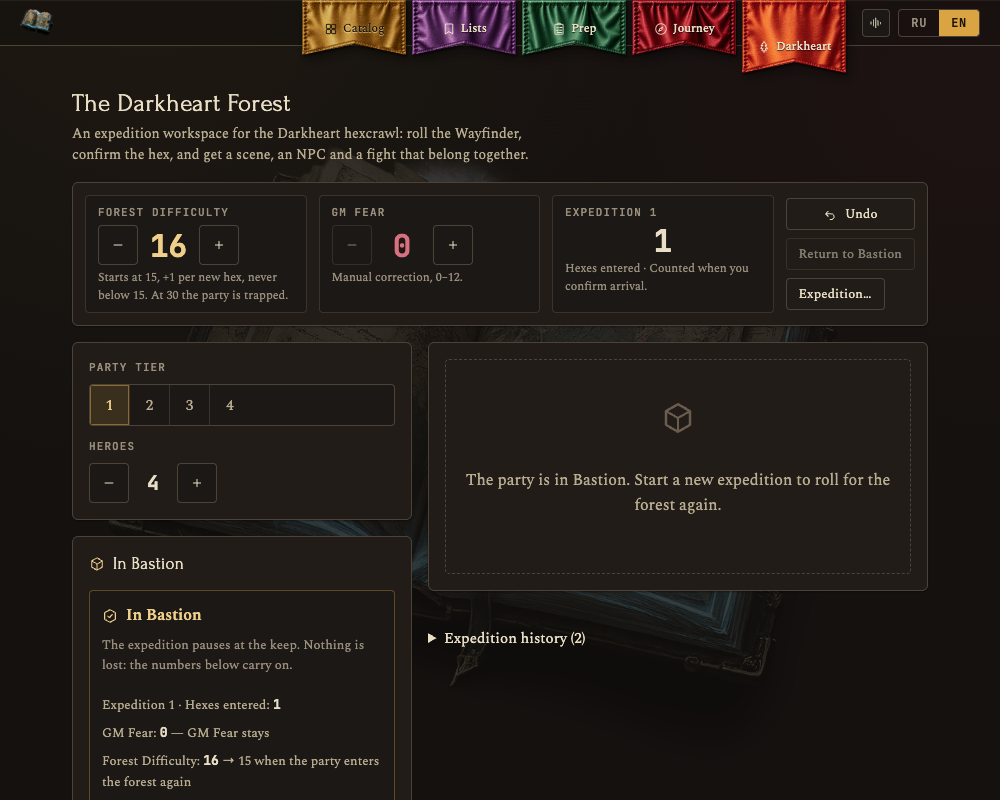 Catalog
Lists
Prep
Journey
Darkheart
RU
EN
The Darkheart Forest
An expedition workspace for the Darkheart hexcrawl: roll the Wayfinder,
confirm the hex, and get a scene, an NPC and a fight that belong together.
FOREST DIFFICULTY
− 16 +
Starts at 15, +1 per new hex, never
below 15. At 30 the party is trapped.
GM FEAR
− 0 +
Manual correction, 0–12.
EXPEDITION 1
1
Hexes entered · Counted when you
confirm arrival.
Undo
Return to Bastion
Expedition…
PARTY TIER
1 2 3 4
HEROES
− 4 +
In Bastion
In Bastion
The expedition pauses at the keep. Nothing is
lost: the numbers below carry on.
Expedition 1 · Hexes entered: 1
GM Fear: 0 — GM Fear stays
Forest Difficulty: 16 → 15 when the party enters
the forest again
The party is in Bastion. Start a new expedition to roll for the
forest again.
▶ Expedition history (2)